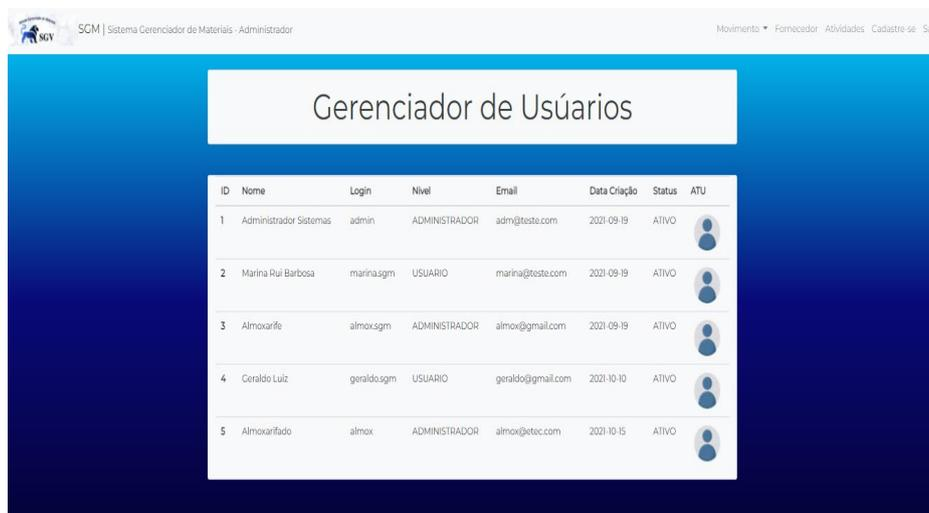 SGV
SGM | Sistema Gerenciador de Materiais - Administrador
Movimento Fornecedor Atividades Cadastre-se
Gerenciador de Usúarios
ID Nome Login Nivel Email Data Criação Status ATU
1 Administrador Sistemas admin ADMINISTRADOR adm@teste.com 2021-09-19 ATIVO
2 Marina Rui Barbosa marina.sgm USUARIO marina@teste.com 2021-09-19 ATIVO
3 Almoxarife almox.sgm ADMINISTRADOR almox@gmail.com 2021-09-19 ATIVO
4 Geraldo Luiz geraldo.sgm USUARIO geraldo@gmail.com 2021-10-10 ATIVO
5 Almoxarifado almox ADMINISTRADOR almox@etec.com 2021-10-15 ATIVO